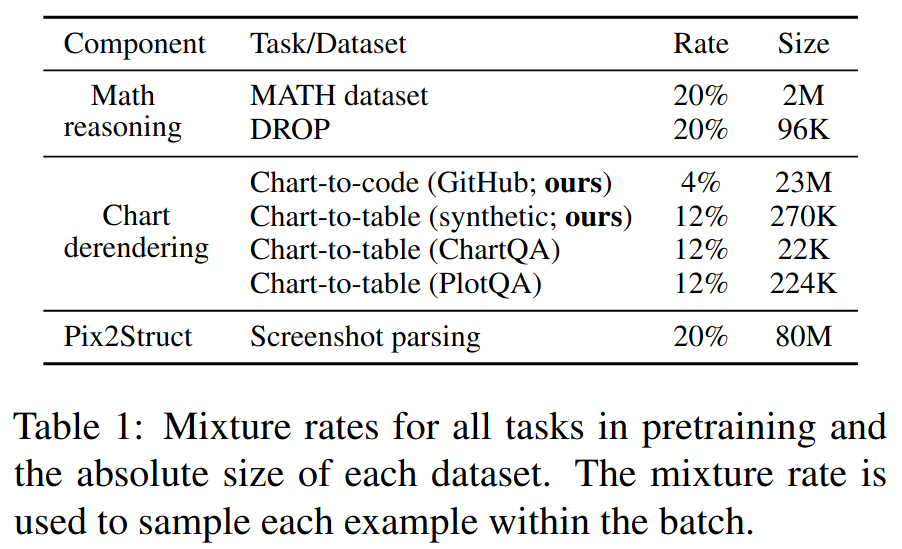 Component Task/Dataset Rate Size
Math reasoning MATH dataset 20% 2M
DROP 20% 96K
Chart derendering Chart-to-code (GitHub; ours) 4% 23M
Chart-to-table (synthetic; ours) 12% 270K
Chart-to-table (ChartQA) 12% 22K
Chart-to-table (PlotQA) 12% 224K
Pix2Struct Screenshot parsing 20% 80M
Table 1: Mixture rates for all tasks in pretraining and
the absolute size of each dataset. The mixture rate is
used to sample each example within the batch.